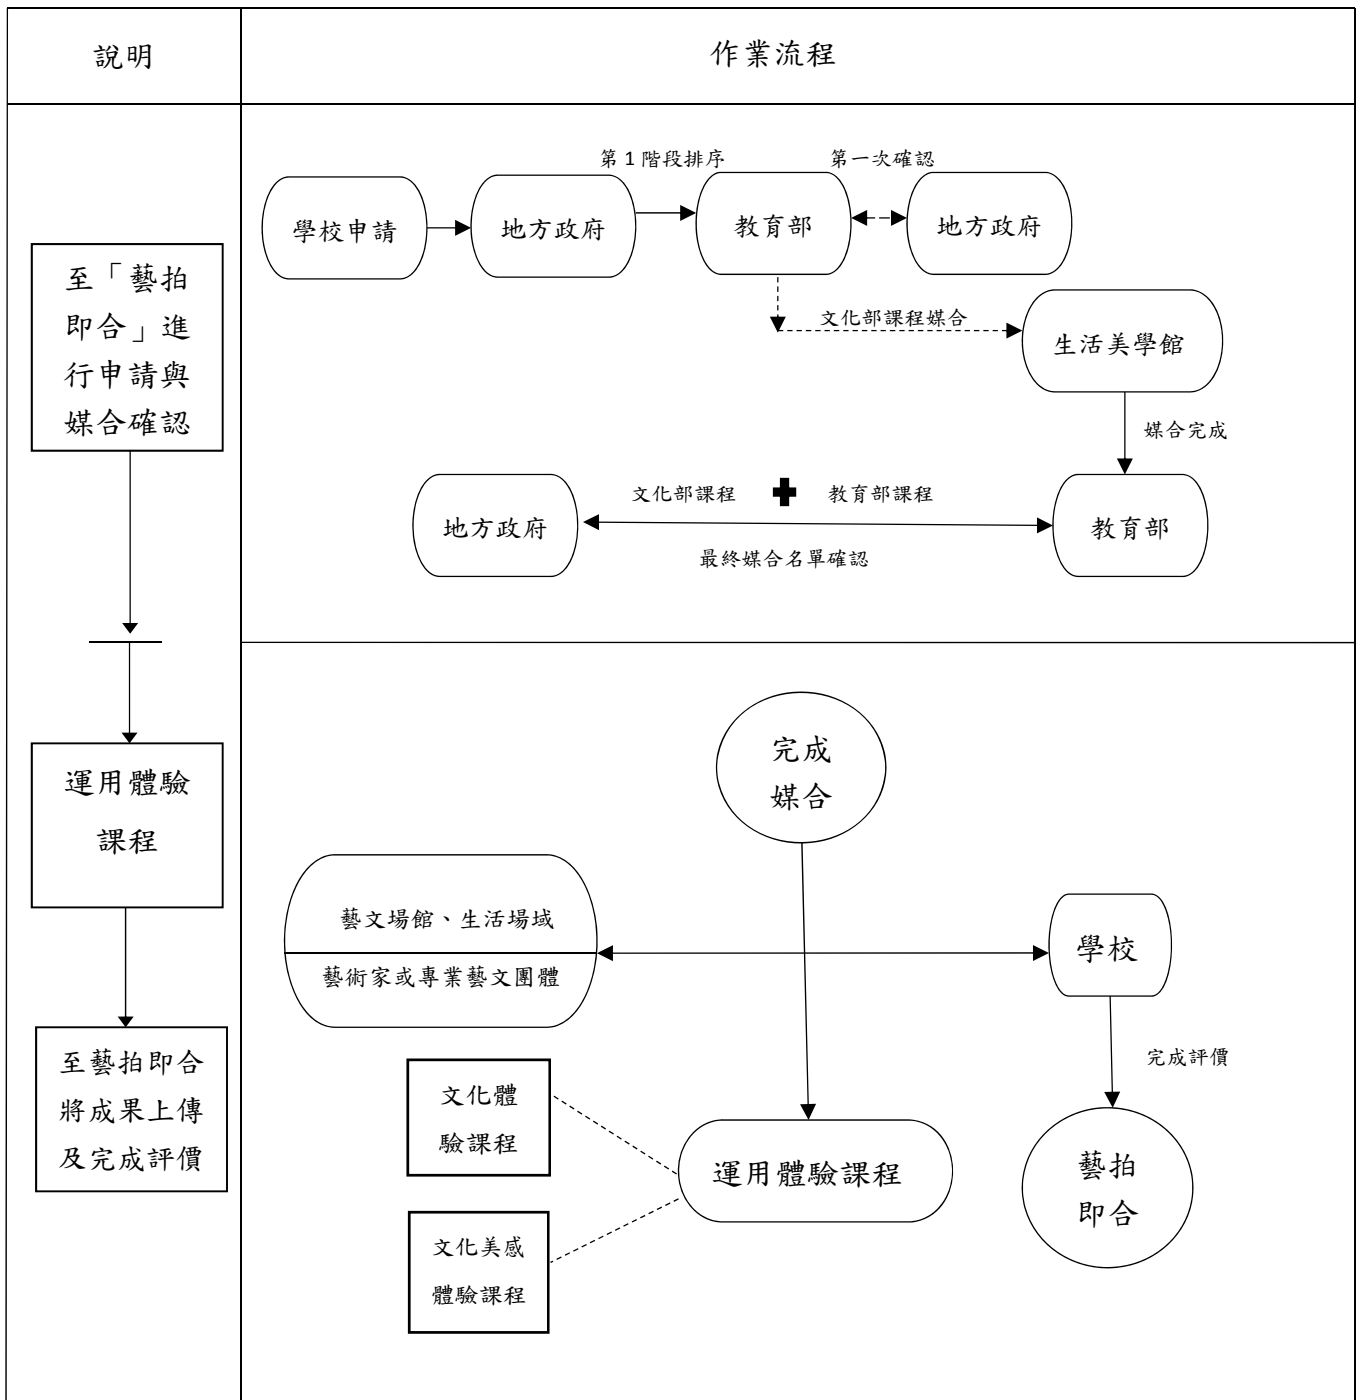 說明
作業流程
至「藝拍
即合」進
行申請與
媒合確認
第 1 階段排序
第一次確認
學校申請
地方政府
教育部
地方政府
文化部課程媒合
生活美學館
媒合完成
文化部課程
教育部課程
地方政府
教育部
最終媒合名單確認
運用體驗
課程
完成
媒合
藝文場館、生活場域
藝術家或專業藝文團體
學校
完成評價
至藝拍即合
將成果上傳
及完成評價
文化體
驗課程
運用體驗課程
藝拍
即合
文化美感
體驗課程